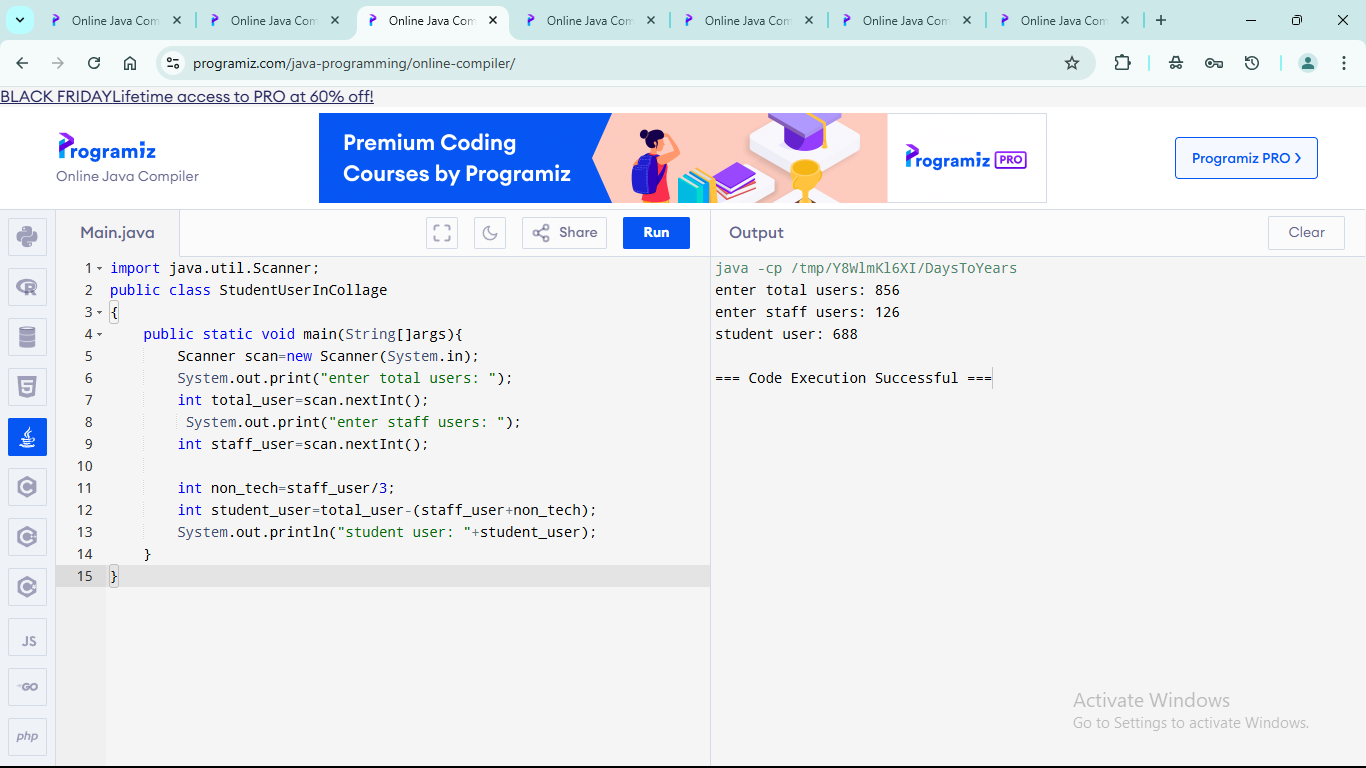 Online Java Com
Online Java Com
Online Java Com
Online Java Com
Online Java Com
Online Java Com
Online Java Com
programiz.com/java-programming/online-compiler/
BLACK FRIDAYLifetime access to PRO at 60% off!
Programiz
Online Java Compiler
Premium Coding
Courses by Programiz
Programiz PRO
Programiz PRO >
Main.java
Share
Run
Output
Clear
1 import java.util.Scanner;
2 public class StudentUserInCollage
3 {
4     public static void main(String[]args){
5         Scanner scan=new Scanner(System.in);
6         System.out.print("enter total users: ");
7         int total_user=scan.nextInt();
8          System.out.print("enter staff users: ");
9         int staff_user=scan.nextInt();
10
11         int non_tech=staff_user/3;
12         int student_user=total_user-(staff_user+non_tech);
13         System.out.println("student user: "+student_user);
14     }
15 }
java -cp /tmp/Y8WlmKl6XI/DaysToYears
enter total users: 856
enter staff users: 126
student user: 688
=== Code Execution Successful ===
R
5
C
C
C
JS
GO
php
Activate Windows
Go to Settings to activate Windows.